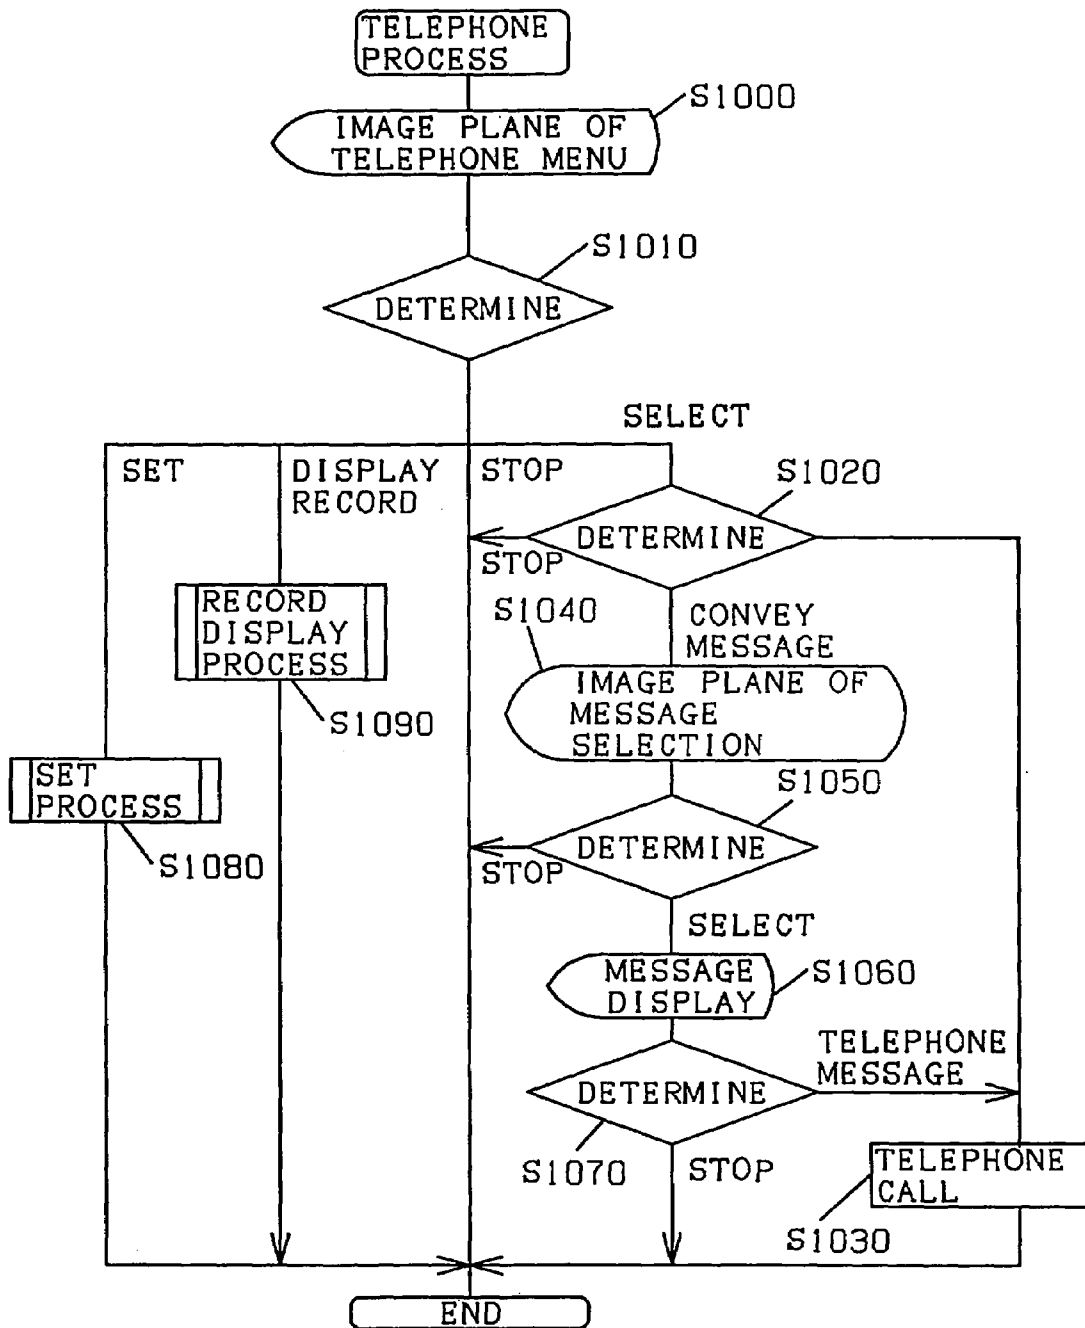 TELEPHONE
PROCESS
S1000
IMAGE PLANE OF
TELEPHONE MENU
S1010
DETERMINE
SELECT
SET
DISPLAY
RECORD
STOP
S1020
DETERMINE
STOP
S1040
CONVEY
MESSAGE
RECORD
DISPLAY
PROCESS
S1090
IMAGE PLANE OF
MESSAGE
SELECTION
SET
PROCESS
S1080
S1050
DETERMINE
STOP
SELECT
MESSAGE
DISPLAY
S1060
TELEPHONE
MESSAGE
DETERMINE
S1070
STOP
TELEPHONE
CALL
S1030
END